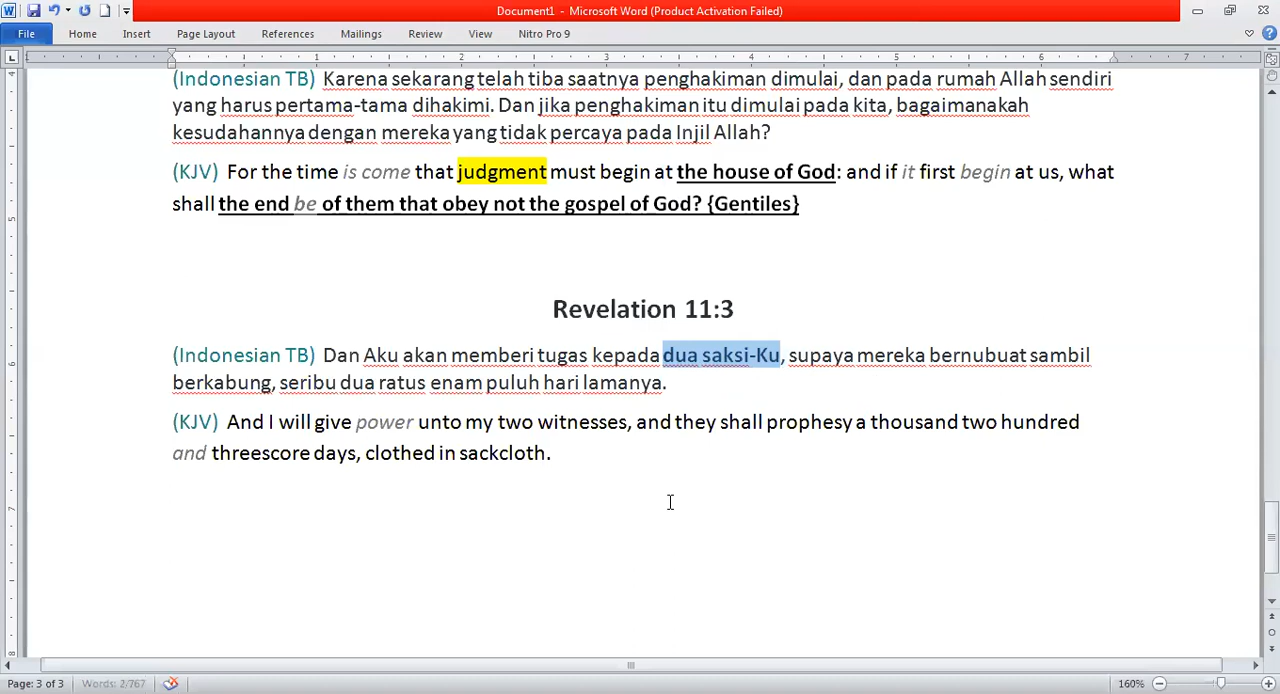 Document1 - Microsoft Word (Product Activation Failed)
File Home Insert Page Layout References Mailings Review View Nitro Pro 9
1 2 3 4 5 6 7
(Indonesian TB) Karena sekarang telah tiba saatnya penghakiman dimulai, dan pada rumah Allah sendiri
yang harus pertama-tama dihakimi. Dan jika penghakiman itu dimulai pada kita, bagaimanakah
kesudahannya dengan mereka yang tidak percaya pada Injil Allah?
(KJV) For the time is come that judgment must begin at the house of God: and if it first begin at us, what
shall the end be of them that obey not the gospel of God? {Gentiles}
Revelation 11:3
(Indonesian TB) Dan Aku akan memberi tugas kepada dua saksi-Ku, supaya mereka bernubuat sambil
berkabung, seribu dua ratus enam puluh hari lamanya.
(KJV) And I will give power unto my two witnesses, and they shall prophesy a thousand two hundred
and threescore days, clothed in sackcloth.
Page: 3 of 3 Words: 2/767 160%